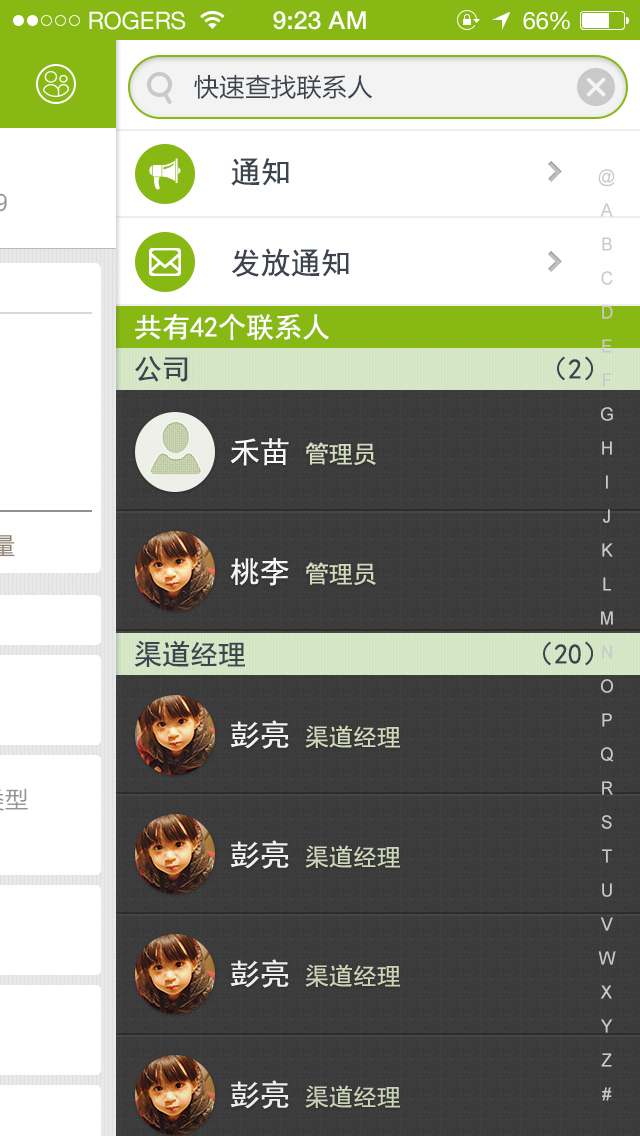 ROGERS 9:23 AM 66%
快速查找联系人
通知
发放通知
共有42个联系人
公司 （2）
禾苗 管理员
桃李 管理员
渠道经理 （20）
彭亮 渠道经理
彭亮 渠道经理
彭亮 渠道经理
彭亮 渠道经理
9
量
类型
@
A
B
C
D
E
F
G
H
I
J
K
L
M
N
O
P
Q
R
S
T
U
V
W
X
Y
Z
#